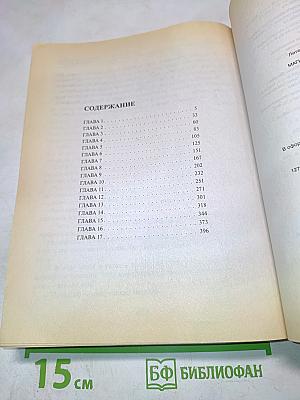 СОДЕРЖАНИЕ
ГЛАВА 1 . . . 5
ГЛАВА 2 . . . 33
ГЛАВА 3 . . . 60
ГЛАВА 4 . . . 83
ГЛАВА 5 . . . 105
ГЛАВА 6 . . . 125
ГЛАВА 7 . . . 151
ГЛАВА 8 . . . 167
ГЛАВА 9 . . . 202
ГЛАВА 10 . . . 232
ГЛАВА 11 . . . 251
ГЛАВА 12 . . . 271
ГЛАВА 13 . . . 301
ГЛАВА 14 . . . 318
ГЛАВА 15 . . . 344
ГЛАВА 16 . . . 373
ГЛАВА 17 . . . 396
В офор
127
15 см
БФ БИБЛИОФАН